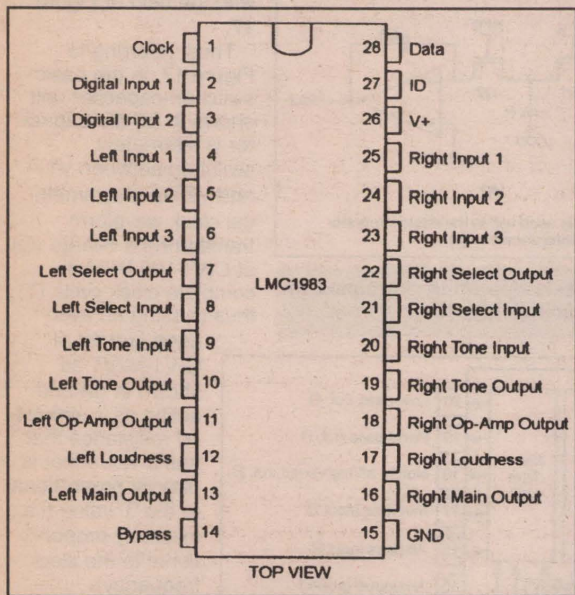 Clock 1 28 Data
Digital Input 1 2 27 ID
Digital Input 2 3 26 V+
Left Input 1 4 25 Right Input 1
Left Input 2 5 24 Right Input 2
Left Input 3 6 23 Right Input 3
Left Select Output 7 22 Right Select Output
LMC1983
Left Select Input 8 21 Right Select Input
Left Tone Input 9 20 Right Tone Input
Left Tone Output 10 19 Right Tone Output
Left Op-Amp Output 11 18 Right Op-Amp Output
Left Loudness 12 17 Right Loudness
Left Main Output 13 16 Right Main Output
Bypass 14 15 GND
TOP VIEW